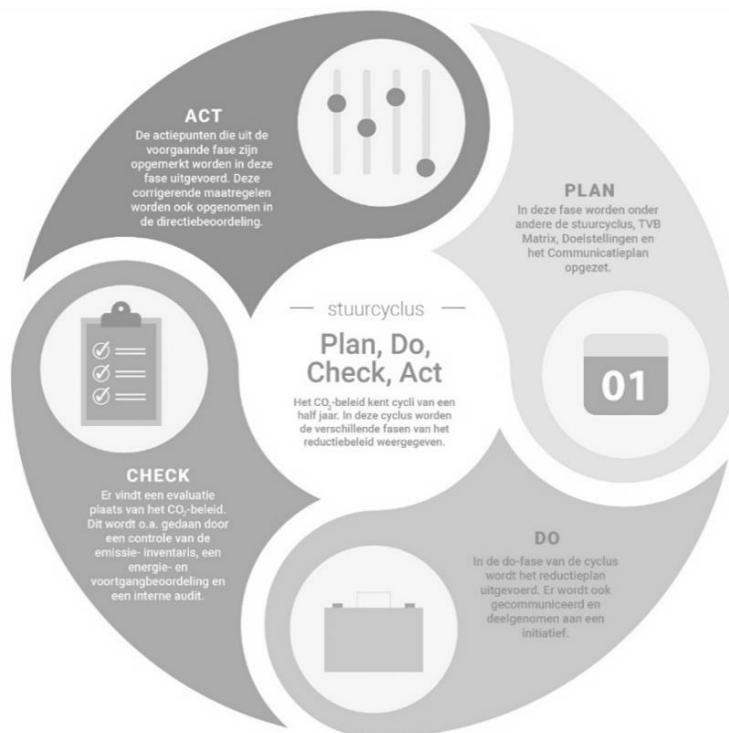 ACT
De actiepunten die uit de
voorgaande fase zijn
opgemerkt worden in deze
fase uitgevoerd. Deze
corrigerende maatregelen
worden ook opgenomen in
de directiebeoordeling.
PLAN
In deze fase worden onder
andere de stuurcyclus, TVB
Matrix, Doelstellingen en
het Communicatieplan
opgezet.
01
stuurcyclus
Plan, Do,
Check, Act
Het CO₂-beleid kent cycli van een
half jaar. In deze cyclus worden
de verschillende fasen van het
reductiebeleid weergegeven.
CHECK
Er vindt een evaluatie
plaats van het CO₂-beleid.
Dit wordt o.a. gedaan door
een controle van de
emissie- inventaris, een
energie- en
voortgangbeoordeling en
een interne audit.
DO
In de do-fase van de cyclus
wordt het reductieplan
uitgevoerd. Er wordt ook
gecommuniceerd en
deelgenomen aan een
initiatief.